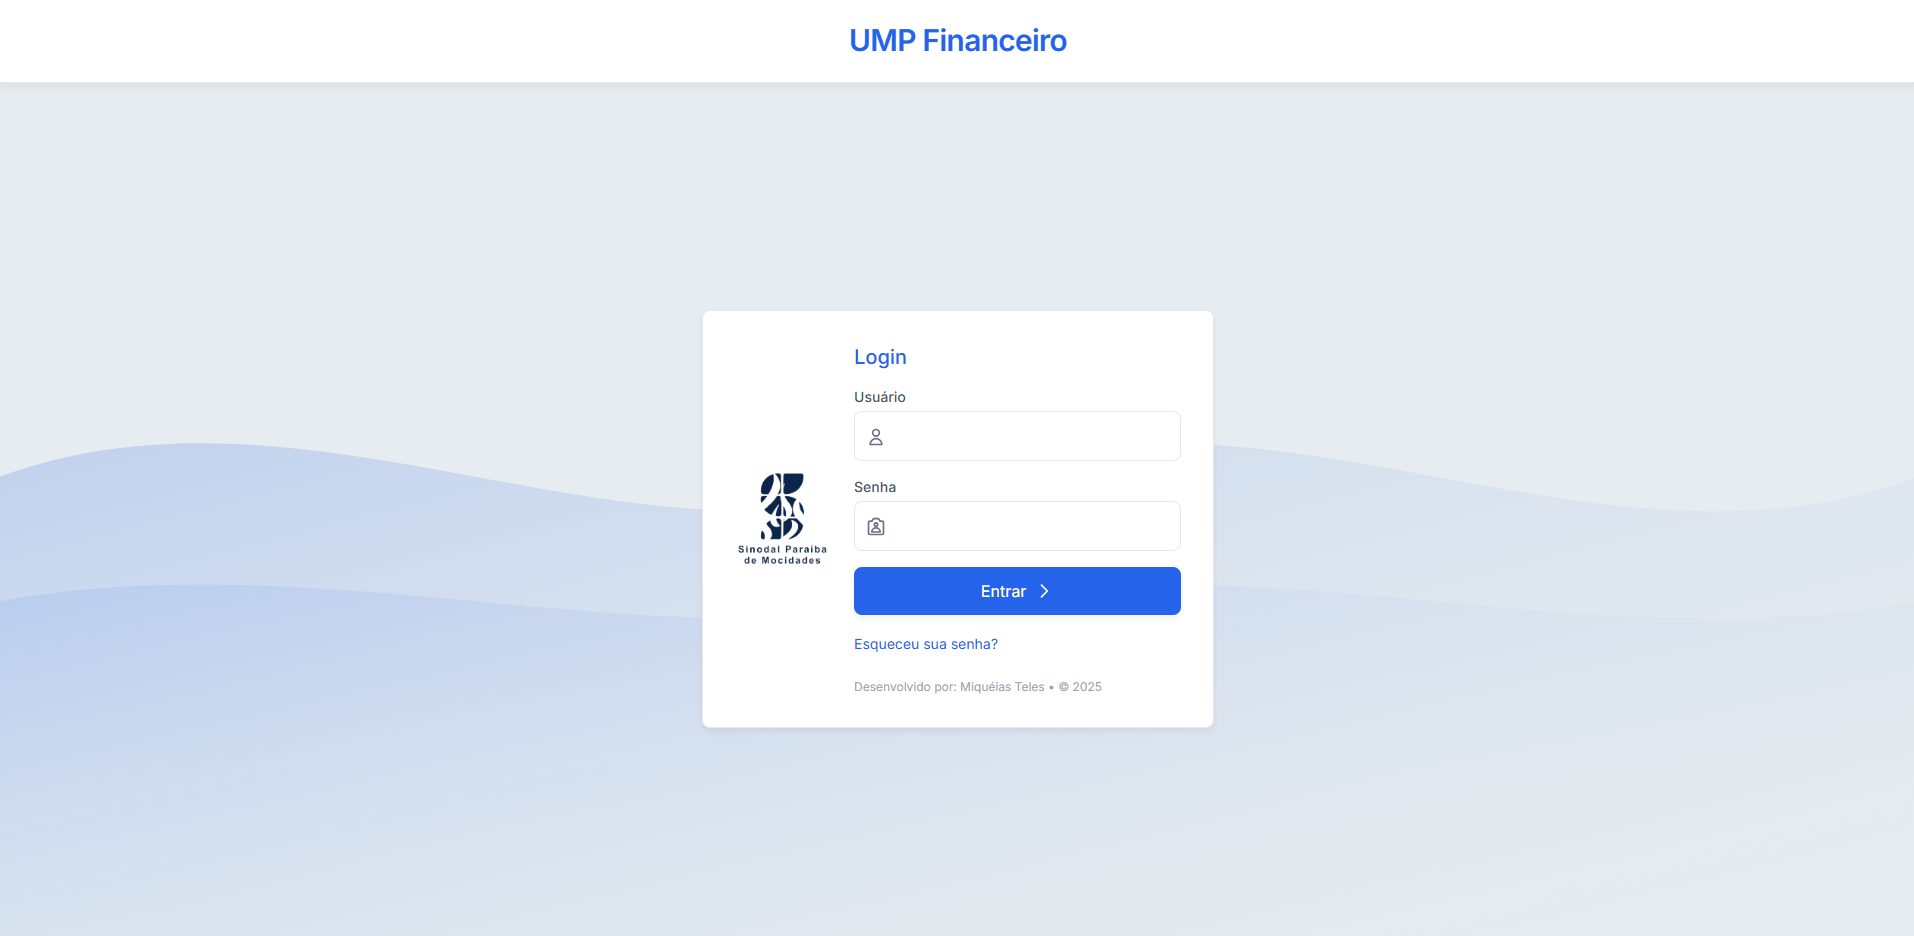 UMP Financeiro
Login
Usuário
Senha
Sinodal Paraíba
de Mocidades
Entrar
Esqueceu sua senha?
Desenvolvido por: Miquéias Teles • © 2025